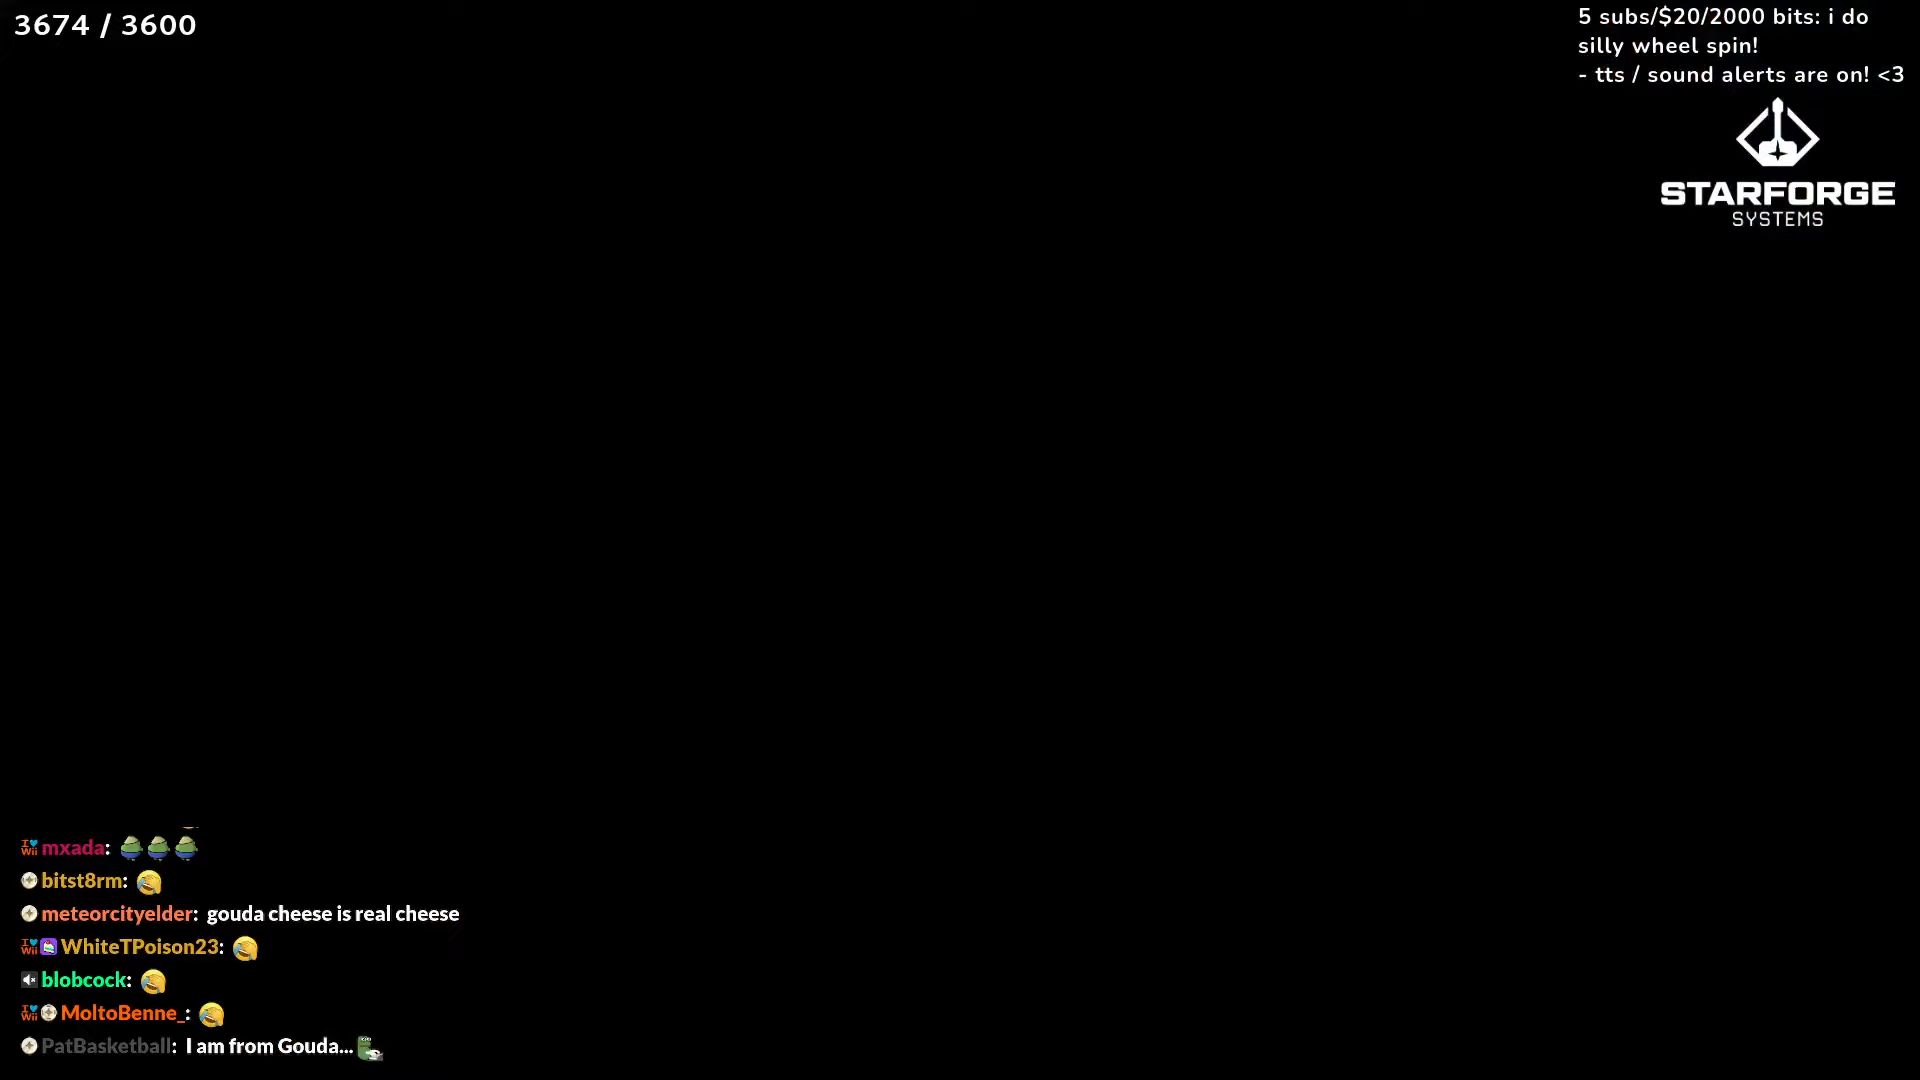 3674 / 3600
5 subs/$20/2000 bits: i do
silly wheel spin!
- tts / sound alerts are on! <3
STARFORGE
SYSTEMS
mxada:
bitst8rm:
meteorcityelder: gouda cheese is real cheese
WhiteTPoison23:
blobcock:
MoltoBenne_:
PatBasketball: I am from Gouda...